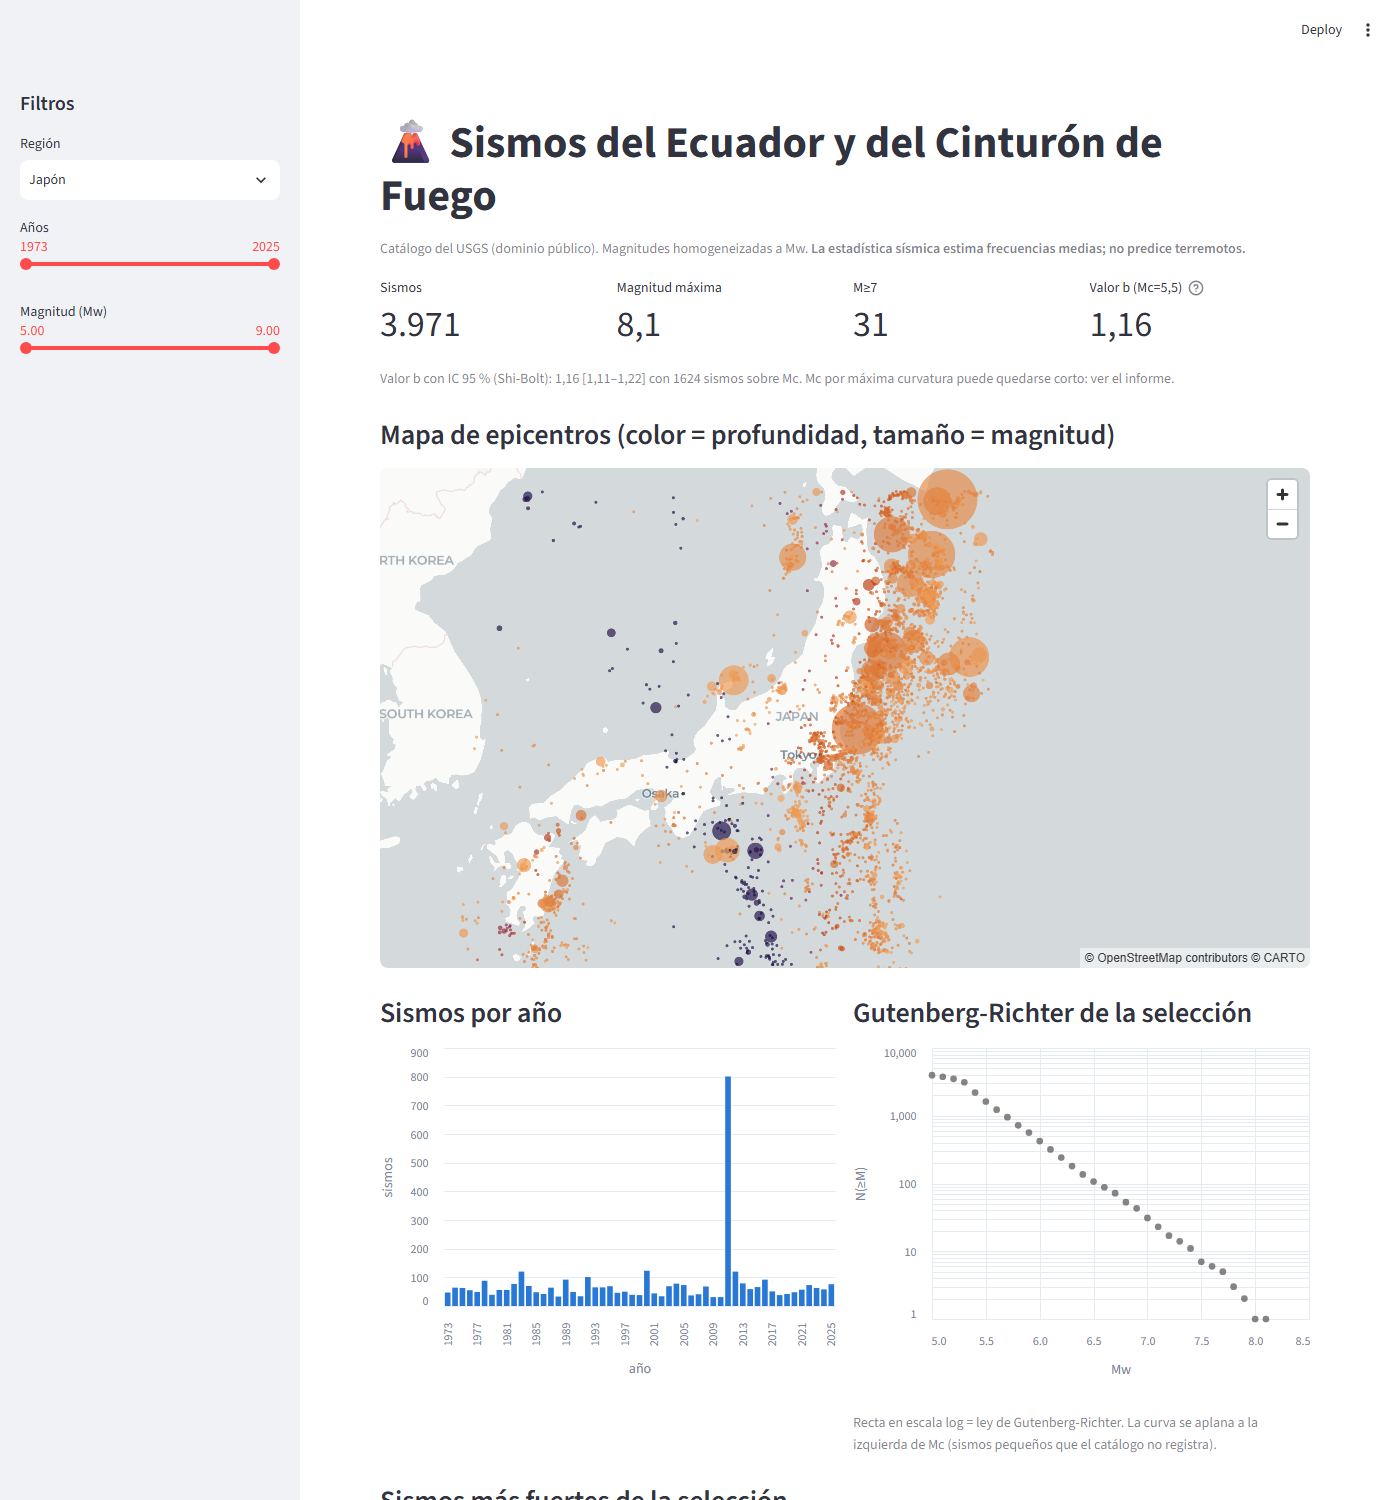 Deploy
Filtros
Región
Japón
Años
1973 2025
Magnitud (Mw)
5.00 9.00
🌋 Sismos del Ecuador y del Cinturón de
Fuego
Catálogo del USGS (dominio público). Magnitudes homogeneizadas a Mw. La estadística sísmica estima frecuencias medias; no predice terremotos.
Sismos Magnitud máxima M≥7 Valor b (Mc=5,5)
3.971 8,1 31 1,16
Valor b con IC 95 % (Shi-Bolt): 1,16 [1,11–1,22] con 1624 sismos sobre Mc. Mc por máxima curvatura puede quedarse corto: ver el informe.
Mapa de epicentros (color = profundidad, tamaño = magnitud)
RTH KOREA
SOUTH KOREA
JAPAN
Tokyo
Osaka
+
−
© OpenStreetMap contributors © CARTO
Sismos por año
900
800
700
600
500
400
300
200
100
0
sismos
1973 1977 1981 1985 1989 1993 1997 2001 2005 2009 2013 2017 2021 2025
año
Gutenberg-Richter de la selección
10,000
1,000
100
10
1
N(≥M)
5.0 5.5 6.0 6.5 7.0 7.5 8.0 8.5
Mw
Recta en escala log = ley de Gutenberg-Richter. La curva se aplana a la
izquierda de Mc (sismos pequeños que el catálogo no registra).
Sismos más fuertes de la selección